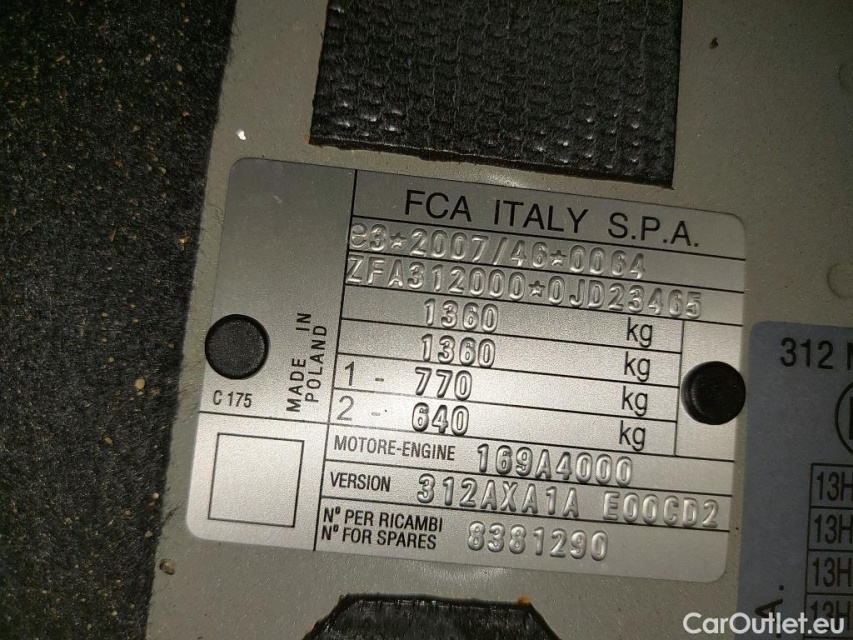 FCA ITALY S.P.A.
e3*2007/46*0064
ZFA312000*0JD23465
1360 kg
1360 kg
1 - 770 kg
2 - 640 kg
MADE IN
POLAND
C 175
MOTORE-ENGINE 169A4000
VERSION 312AXA1A E00CD2
N° PER RICAMBI
N° FOR SPARES 8381290
312
13H
13H
13H
13H
A.
CarOutlet.eu